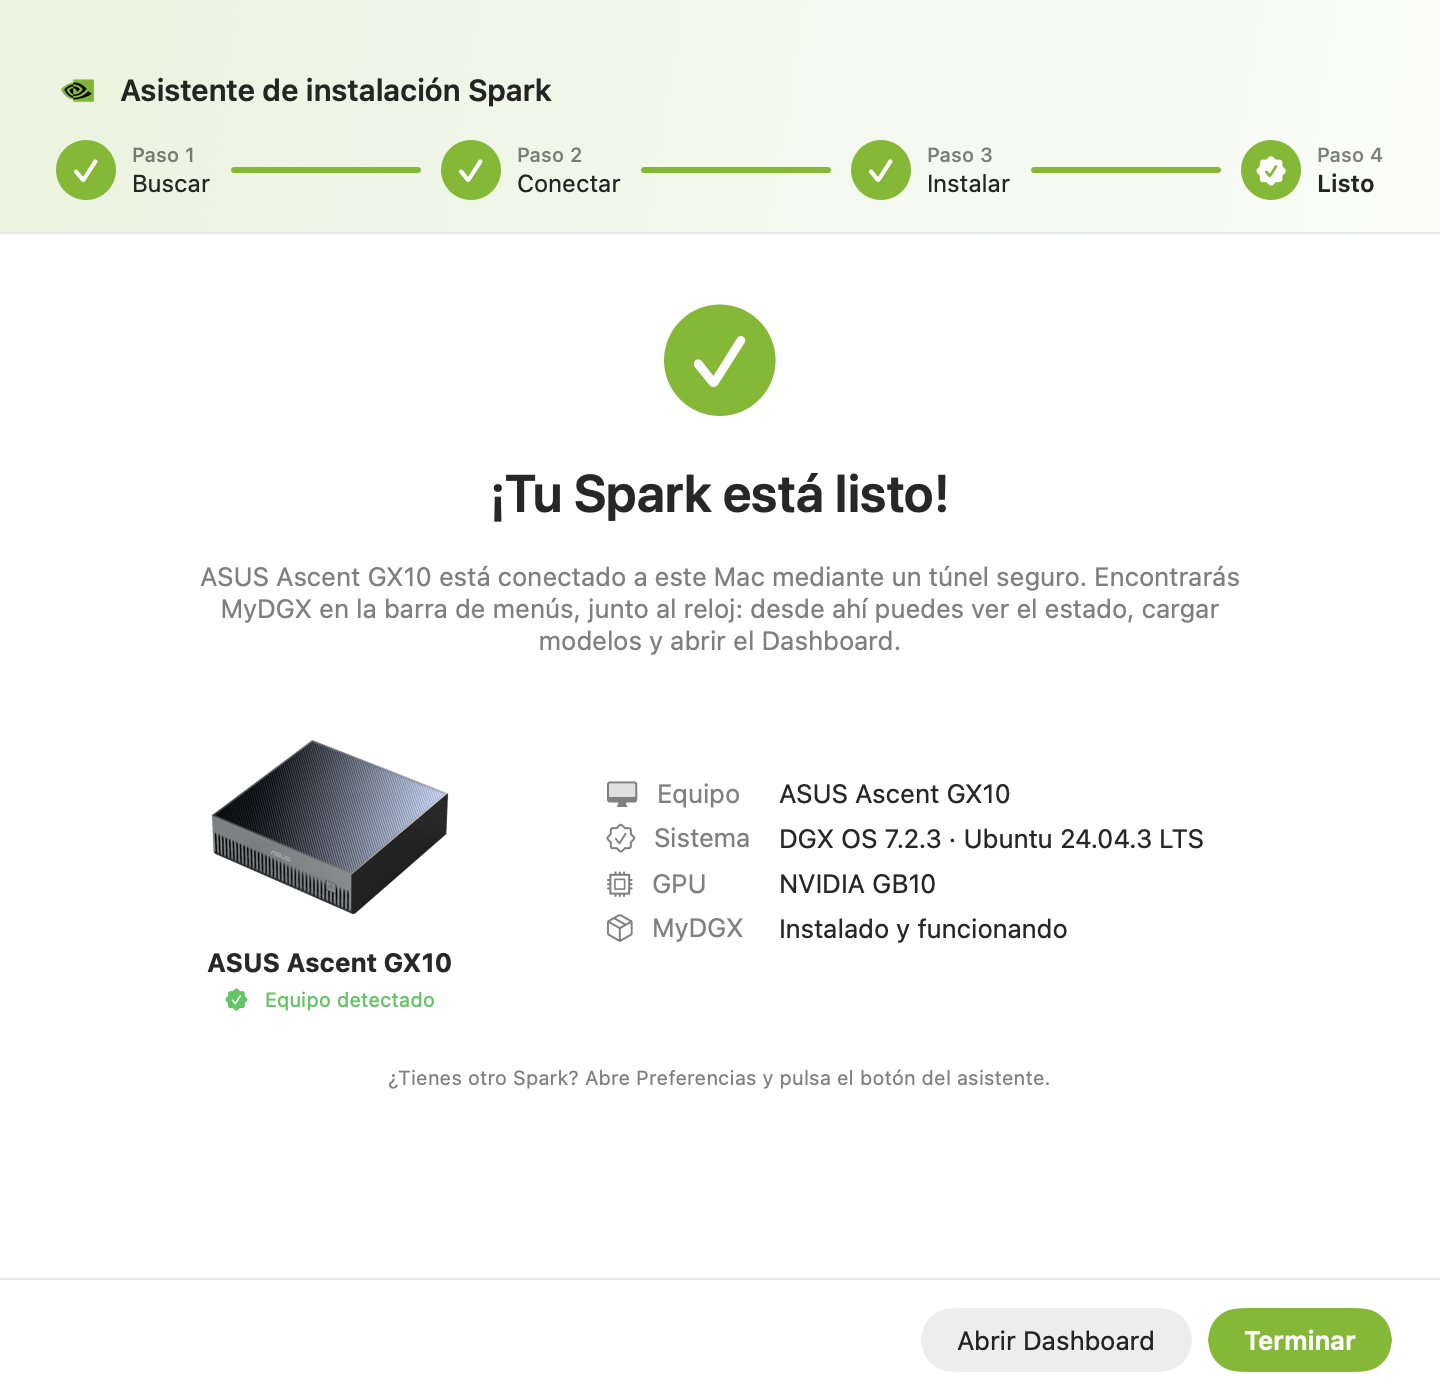 Asistente de instalación Spark
Paso 1
Buscar
Paso 2
Conectar
Paso 3
Instalar
Paso 4
Listo
¡Tu Spark está listo!
ASUS Ascent GX10 está conectado a este Mac mediante un túnel seguro. Encontrarás
MyDGX en la barra de menús, junto al reloj: desde ahí puedes ver el estado, cargar
modelos y abrir el Dashboard.
ASUS
ASUS Ascent GX10
Equipo detectado
Equipo ASUS Ascent GX10
Sistema DGX OS 7.2.3 · Ubuntu 24.04.3 LTS
GPU NVIDIA GB10
MyDGX Instalado y funcionando
¿Tienes otro Spark? Abre Preferencias y pulsa el botón del asistente.
Abrir Dashboard
Terminar